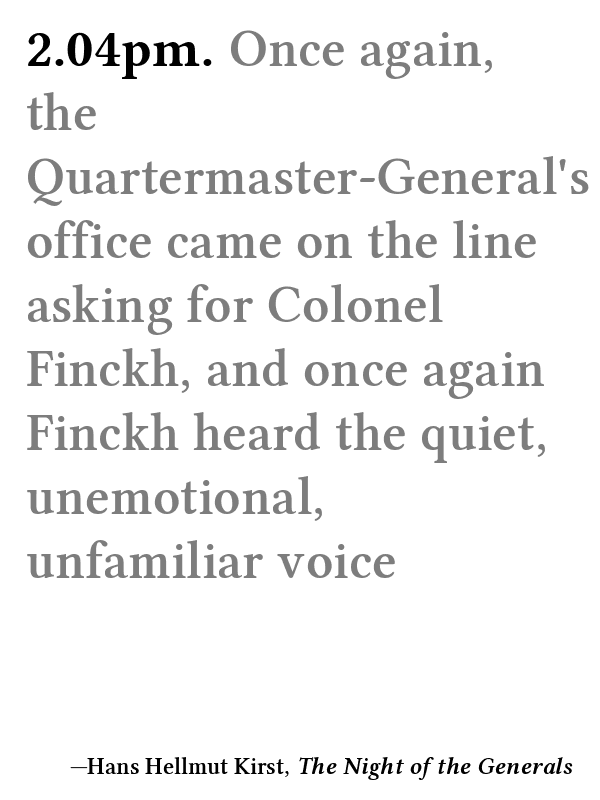 2.04pm. Once again,
the
Quartermaster-General's
office came on the line
asking for Colonel
Finckh, and once again
Finckh heard the quiet,
unemotional,
unfamiliar voice
—Hans Hellmut Kirst, The Night of the Generals